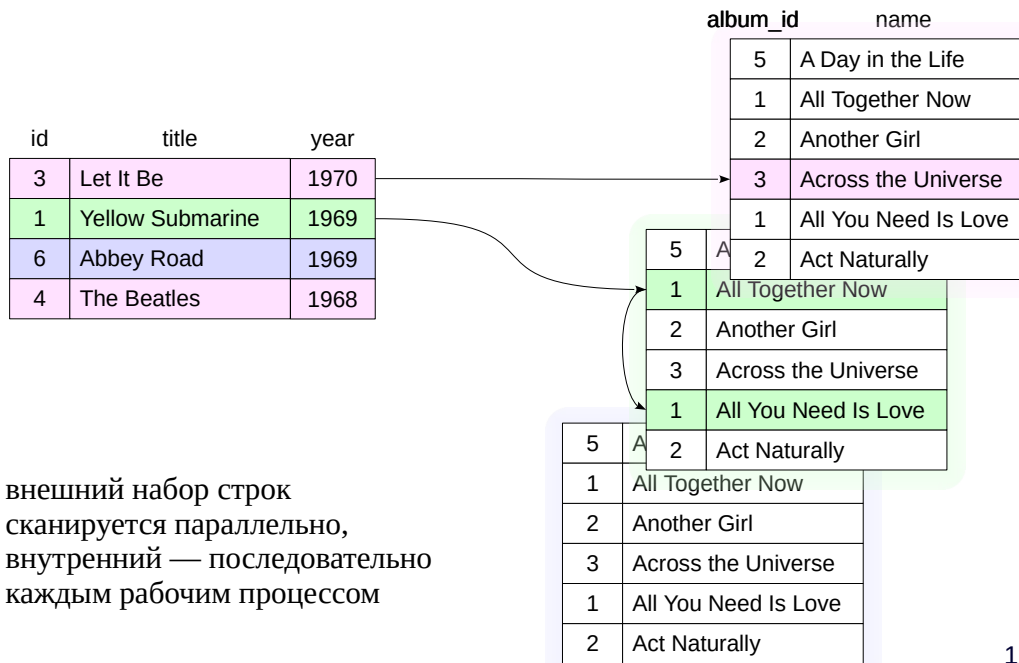 album_id name
5 A Day in the Life
1 All Together Now
2 Another Girl
3 Across the Universe
1 All You Need Is Love
2 Act Naturally
id title year
3 Let It Be 1970
1 Yellow Submarine 1969
6 Abbey Road 1969
4 The Beatles 1968
5 A
1 All Together Now
2 Another Girl
3 Across the Universe
1 All You Need Is Love
2 Act Naturally
5 A
1 All Together Now
2 Another Girl
3 Across the Universe
1 All You Need Is Love
2 Act Naturally
внешний набор строк
сканируется параллельно,
внутренний — последовательно
каждым рабочим процессом
1